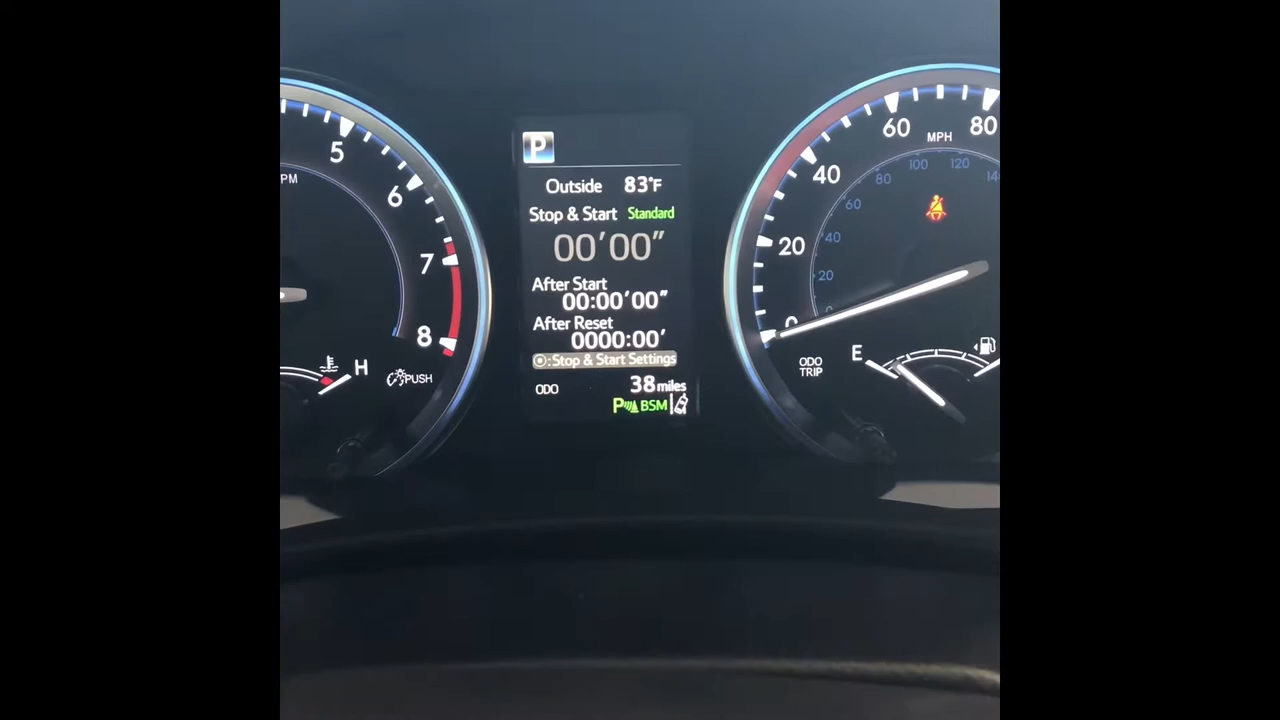 5
6
7
8
PM
H
PUSH
P
Outside 83°F
Stop & Start Standard
00'00"
After Start
00:00'00"
After Reset
0000:00'
:Stop & Start Settings
ODO 38 miles
P BSM
0
20
40
60
80
MPH
20
40
60
80
100
120
14
ODO
TRIP
E